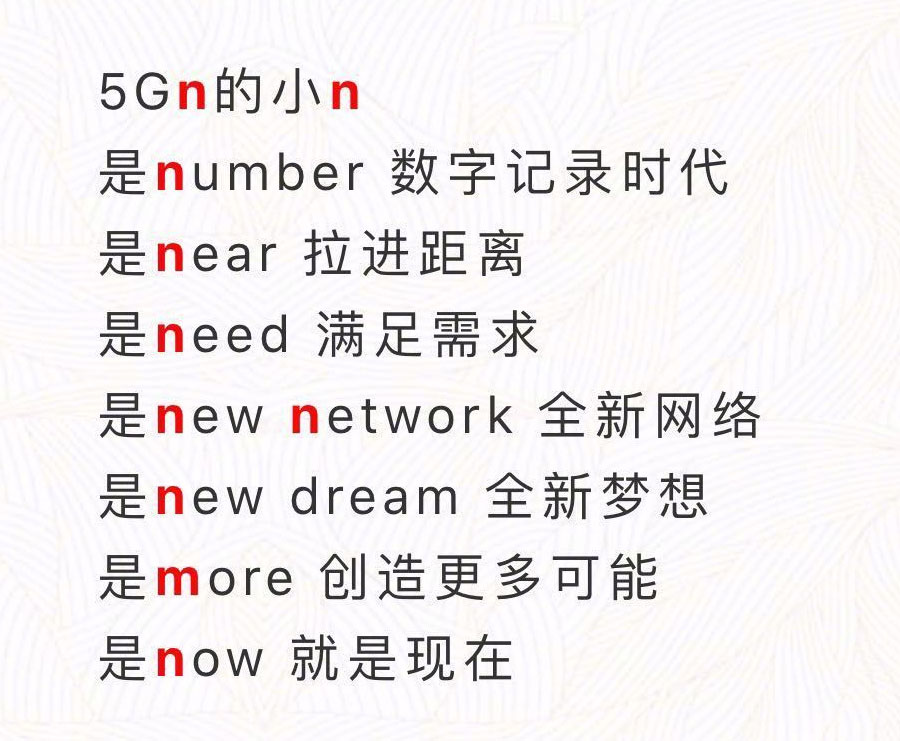 5Gn的小n
是number 数字记录时代
是near 拉进距离
是need 满足需求
是new network 全新网络
是new dream 全新梦想
是more 创造更多可能
是now 就是现在